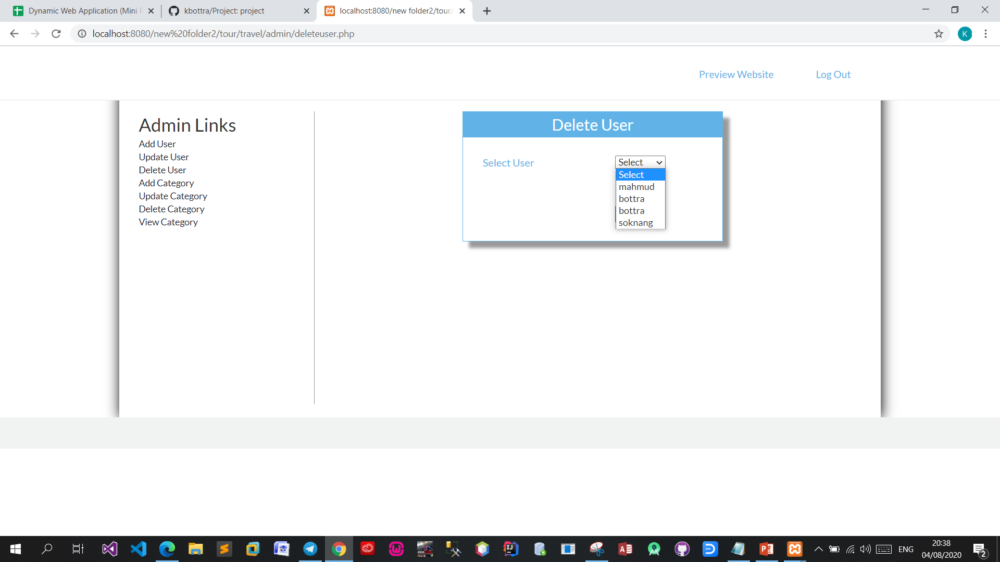 Dynamic Web Application (Mini
kbottra/Project: project
localhost:8080/new folder2/tour/
localhost:8080/new%20folder2/tour/travel/admin/deleteuser.php
K
Preview Website
Log Out
Admin Links
Add User
Update User
Delete User
Add Category
Update Category
Delete Category
View Category
Delete User
Select User
Select
Select
mahmud
bottra
bottra
soknang
ENG
20:38
04/08/2020
2